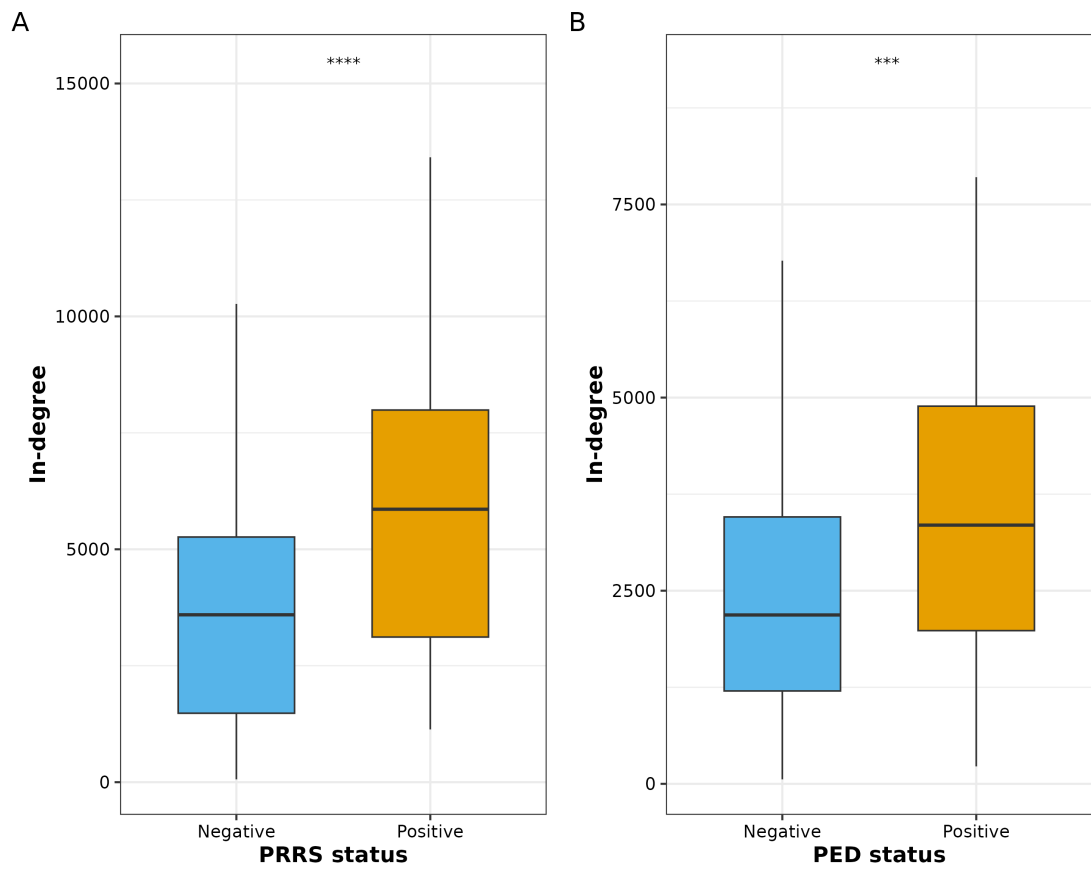 A
****
15000
10000
5000
0
In-degree
Negative
Positive
PRRS status
B
***
7500
5000
2500
0
In-degree
Negative
Positive
PED status